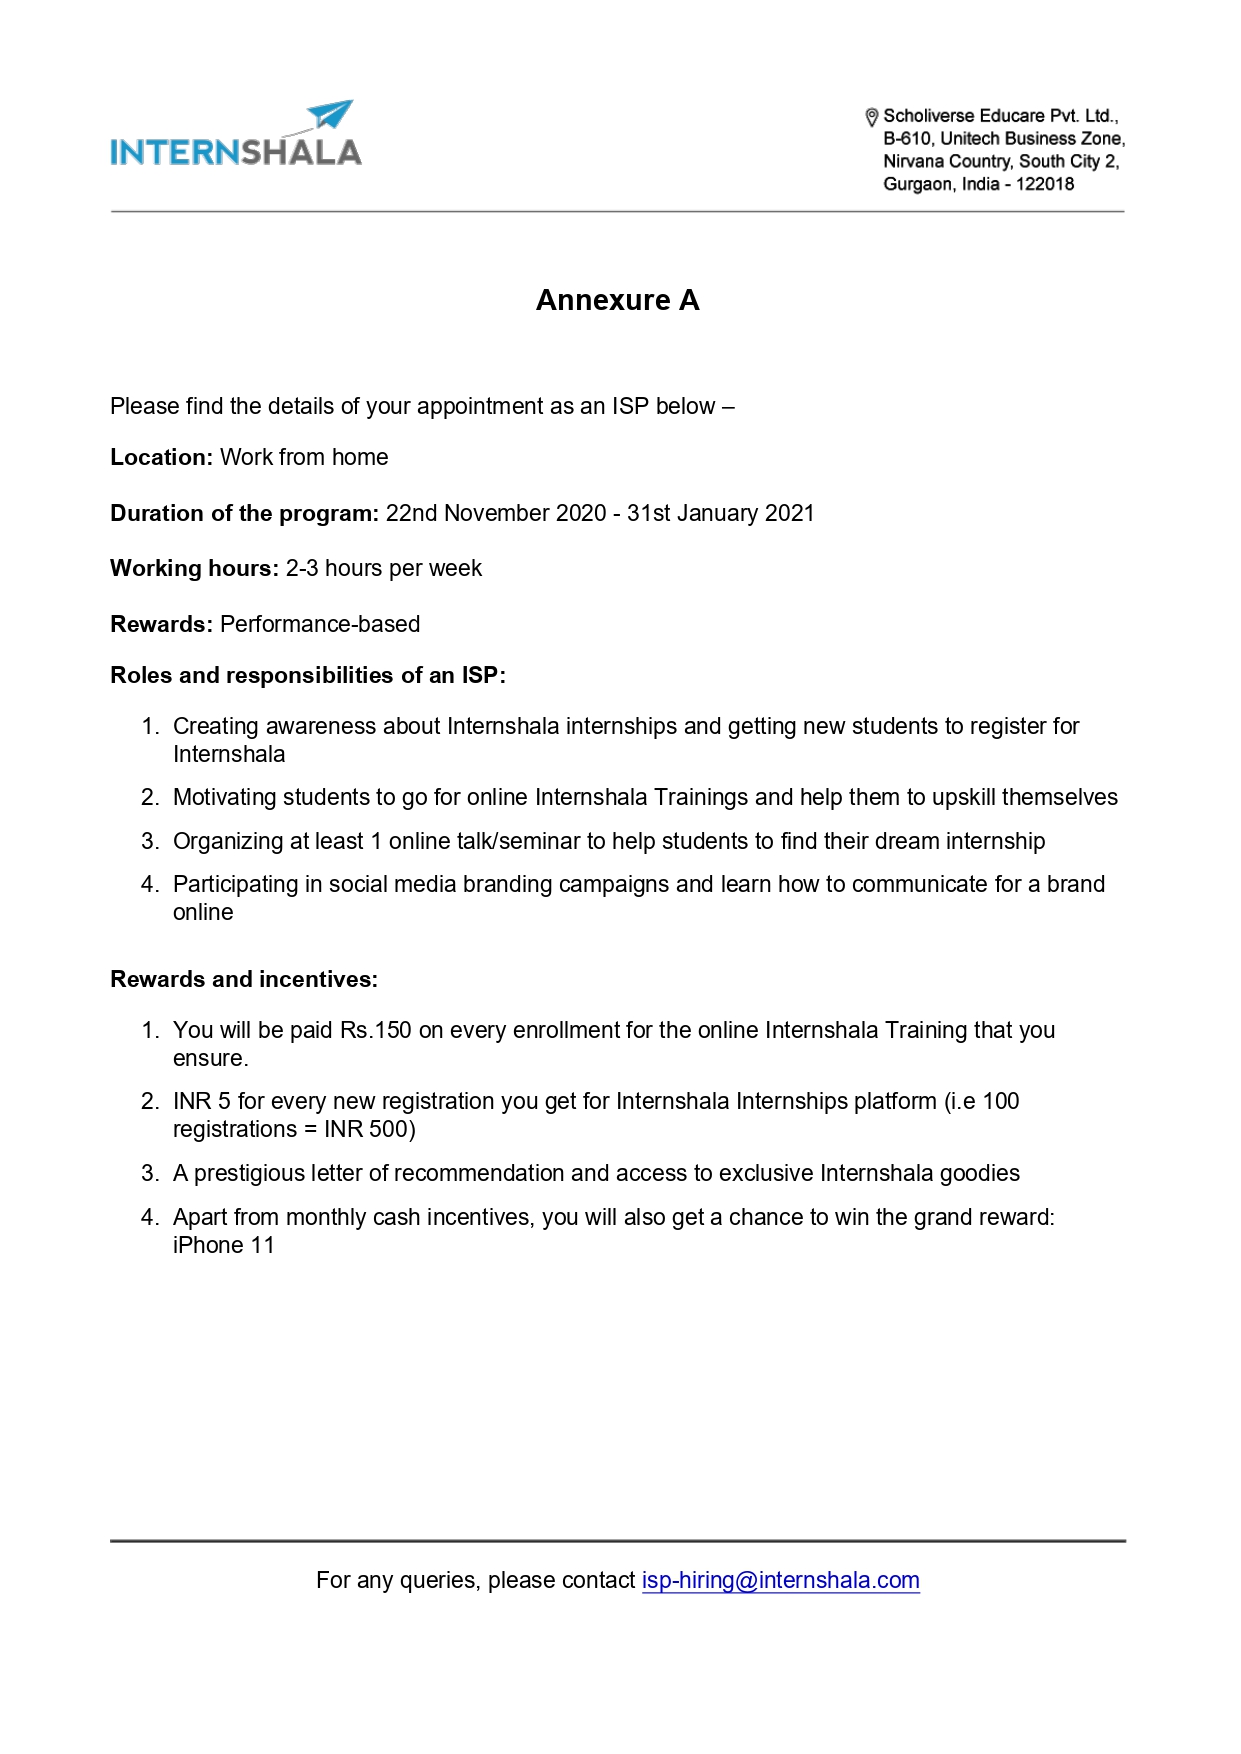 INTERNSHALA
Scholiverse Educare Pvt. Ltd.,
B-610, Unitech Business Zone,
Nirvana Country, South City 2,
Gurgaon, India - 122018
Annexure A
Please find the details of your appointment as an ISP below –
Location: Work from home
Duration of the program: 22nd November 2020 - 31st January 2021
Working hours: 2-3 hours per week
Rewards: Performance-based
Roles and responsibilities of an ISP:
1. Creating awareness about Internshala internships and getting new students to register for
Internshala
2. Motivating students to go for online Internshala Trainings and help them to upskill themselves
3. Organizing at least 1 online talk/seminar to help students to find their dream internship
4. Participating in social media branding campaigns and learn how to communicate for a brand
online
Rewards and incentives:
1. You will be paid Rs.150 on every enrollment for the online Internshala Training that you
ensure.
2. INR 5 for every new registration you get for Internshala Internships platform (i.e 100
registrations = INR 500)
3. A prestigious letter of recommendation and access to exclusive Internshala goodies
4. Apart from monthly cash incentives, you will also get a chance to win the grand reward:
iPhone 11
For any queries, please contact isp-hiring@internshala.com